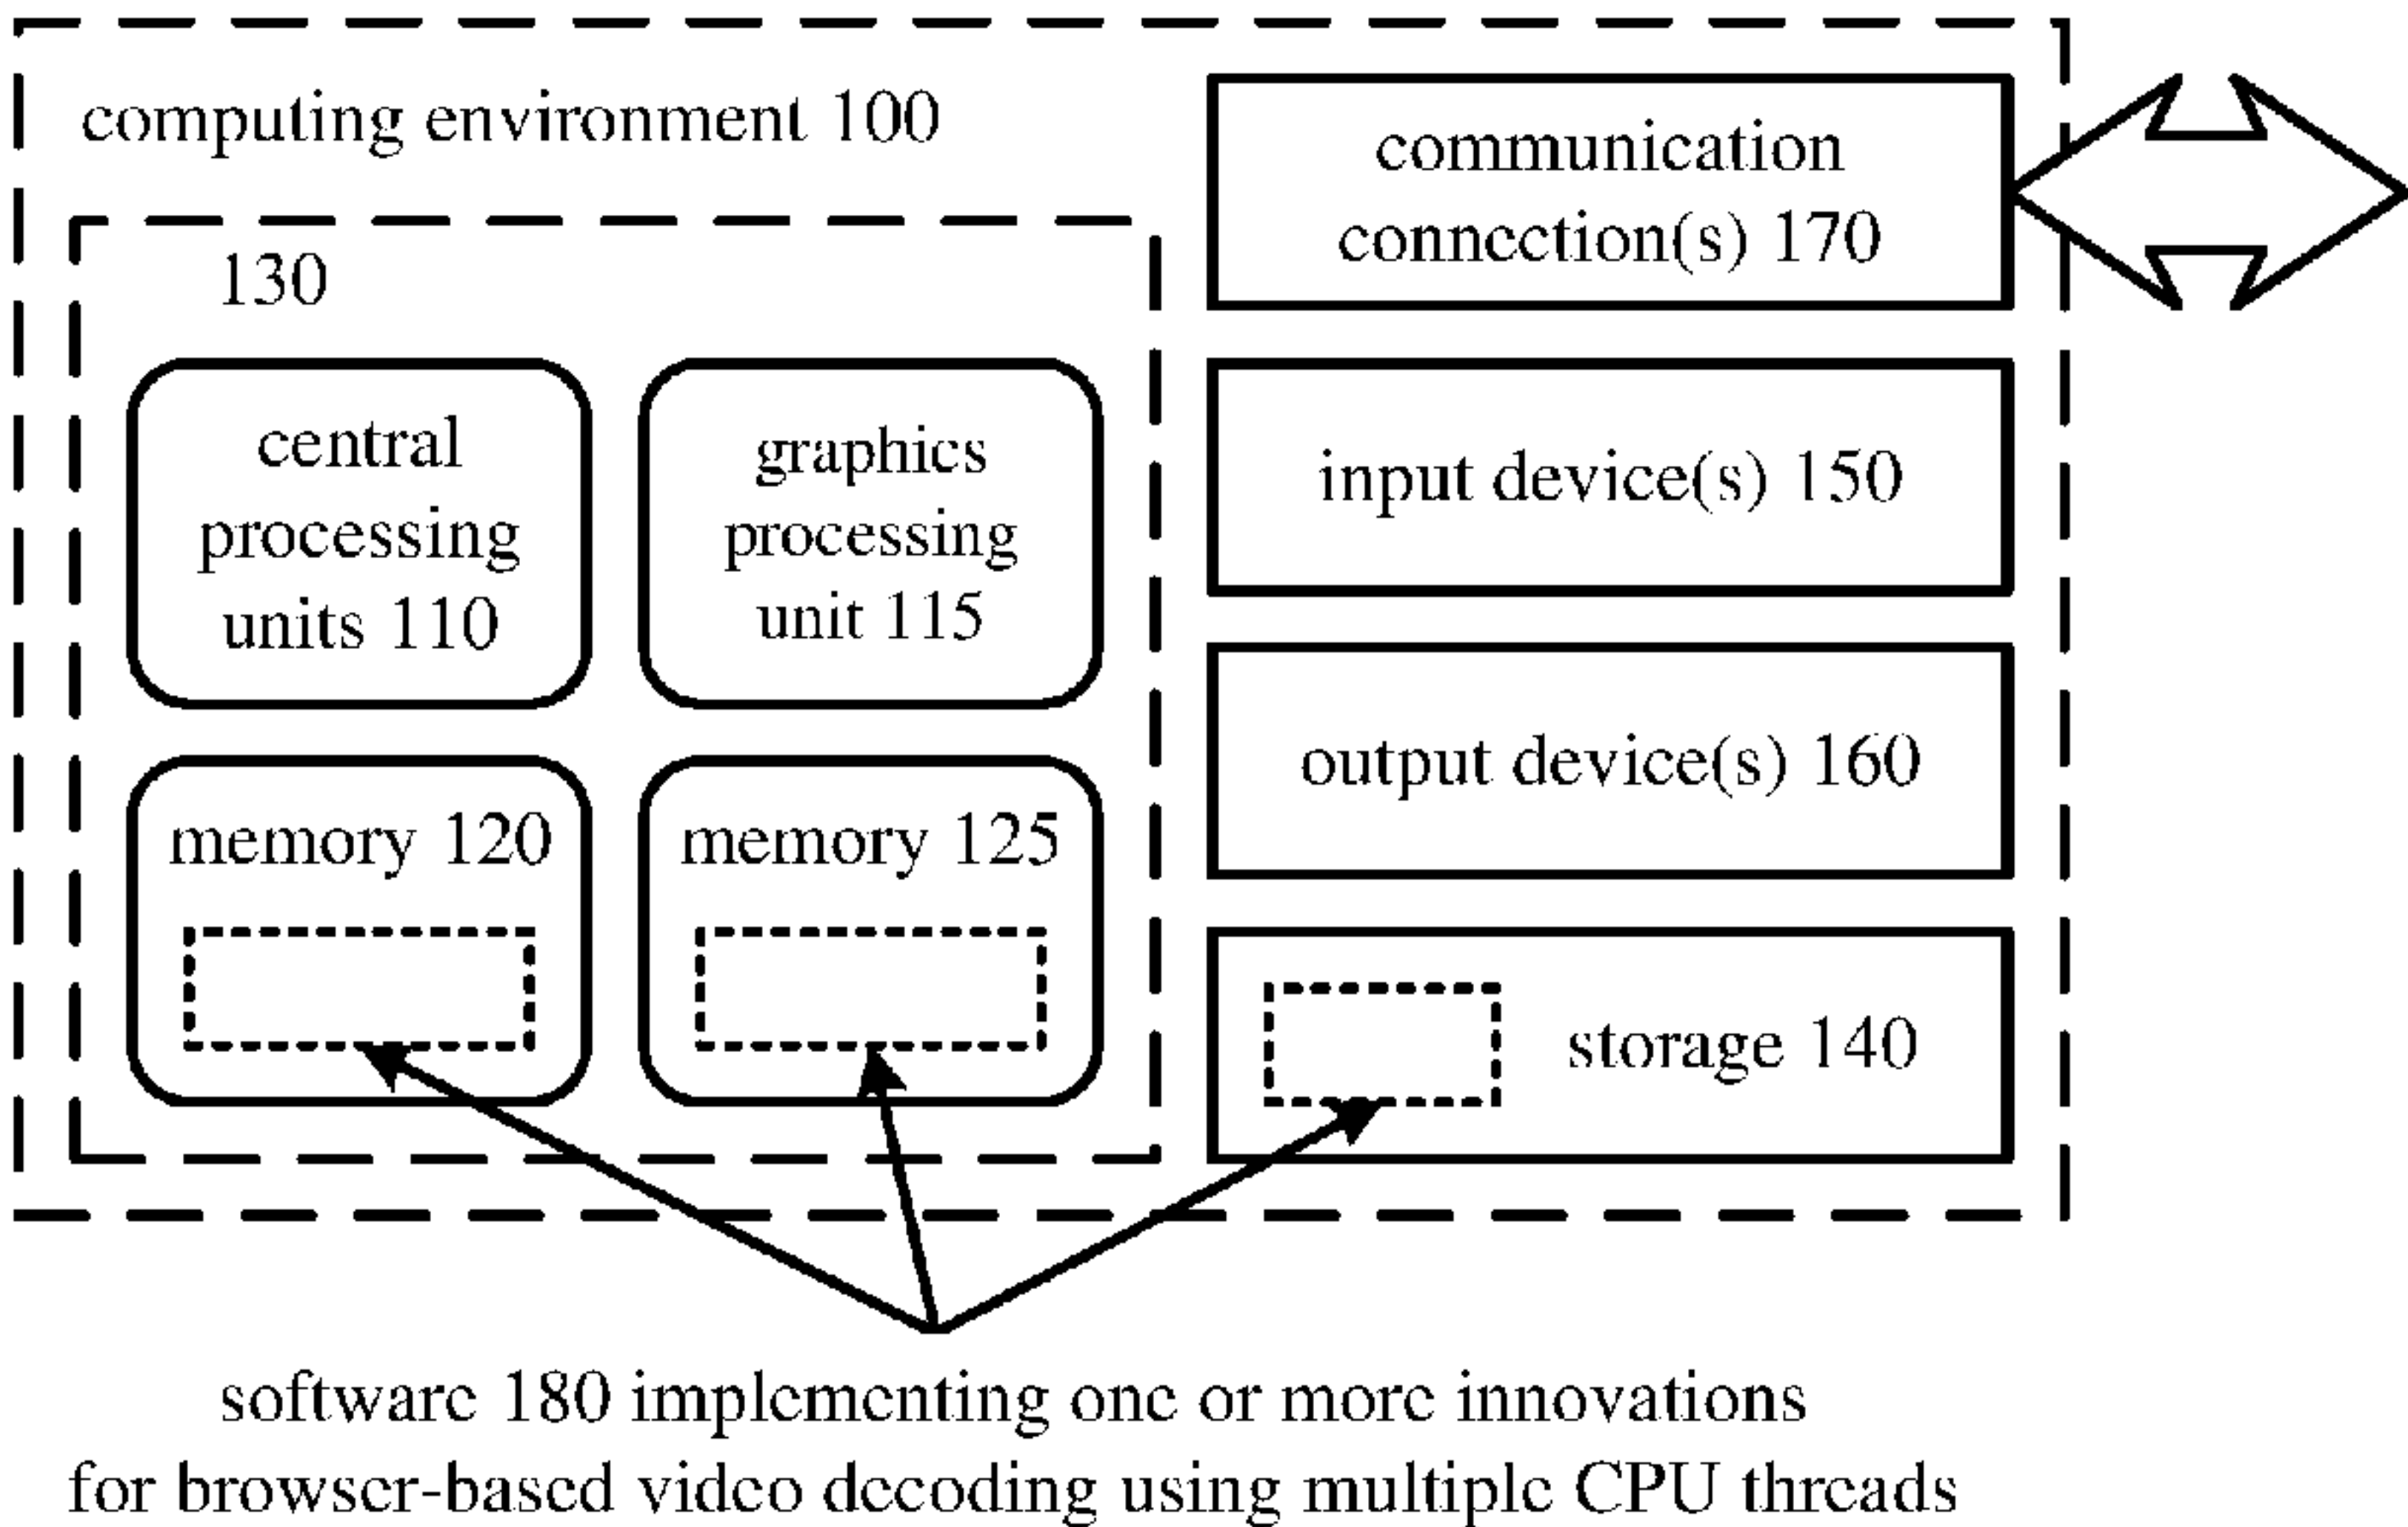 computing environment 100
130
central
processing
units 110
graphics
processing
unit 115
memory 120
memory 125
communication
connection(s) 170
input device(s) 150
output device(s) 160
storage 140
software 180 implementing one or more innovations
for browser-based video decoding using multiple CPU threads